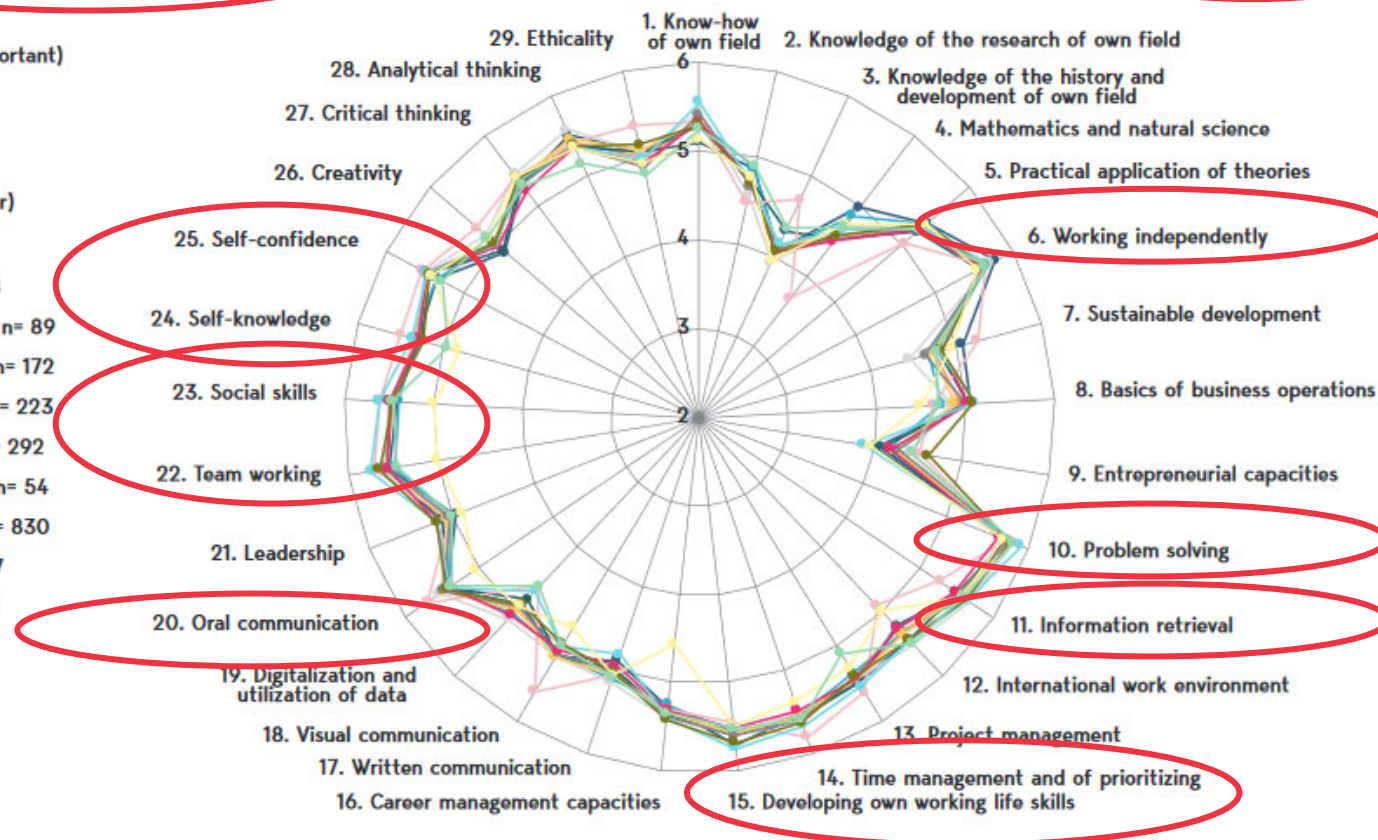 1. Know-how
of own field
2. Knowledge of the research of own field
3. Knowledge of the history and
development of own field
4. Mathematics and natural science
5. Practical application of theories
6. Working independently
7. Sustainable development
8. Basics of business operations
9. Entrepreneurial capacities
10. Problem solving
11. Information retrieval
12. International work environment
13. Project management
14. Time management and of prioritizing
15. Developing own working life skills
16. Career management capacities
17. Written communication
18. Visual communication
19. Digitalization and
utilization of data
20. Oral communication
21. Leadership
22. Team working
23. Social skills
24. Self-knowledge
25. Self-confidence
26. Creativity
27. Critical thinking
28. Analytical thinking
29. Ethicality
6
5
4
3
2
ortant)
r)
n= 89
n= 172
= 223
292
n= 54
= 830